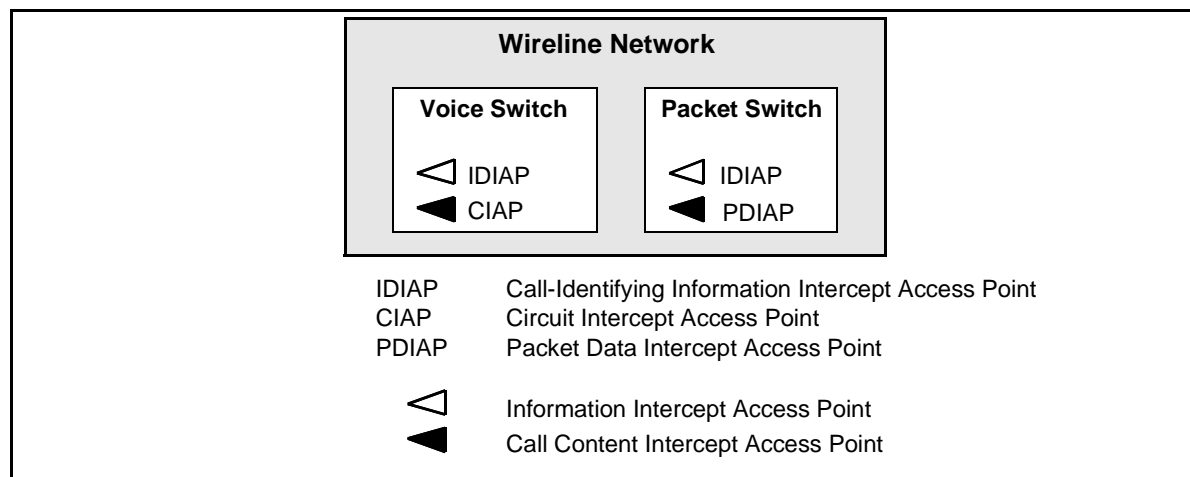 Wireline Network
Voice Switch
IDIAP
CIAP
Packet Switch
IDIAP
PDIAP
IDIAP Call-Identifying Information Intercept Access Point
CIAP Circuit Intercept Access Point
PDIAP Packet Data Intercept Access Point
Information Intercept Access Point
Call Content Intercept Access Point